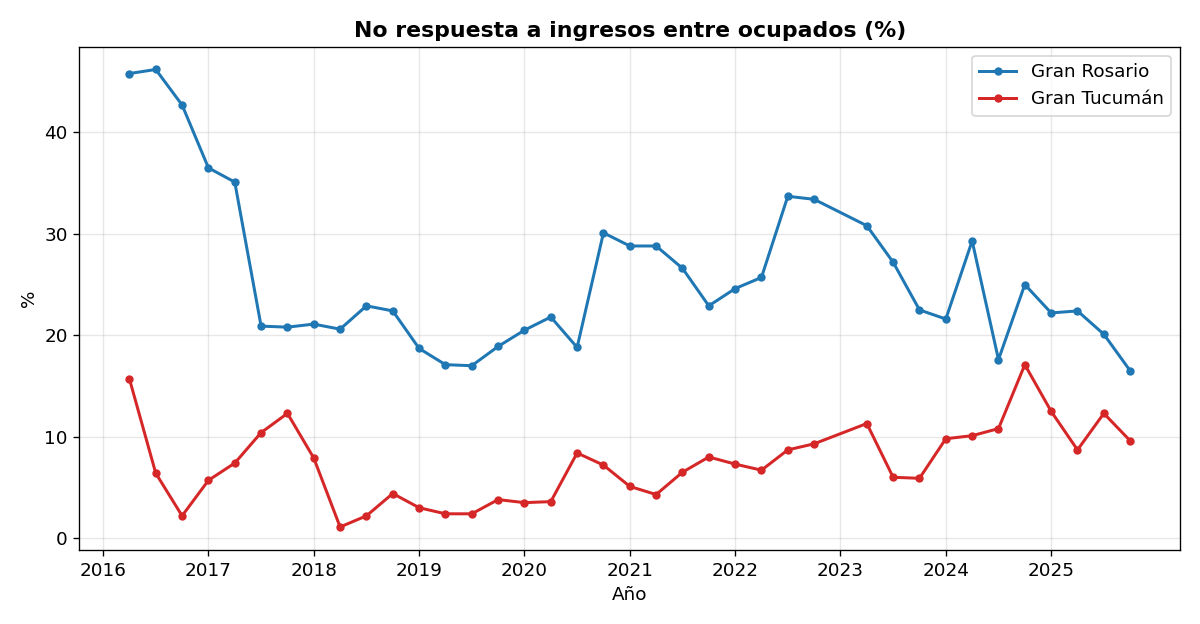 No respuesta a ingresos entre ocupados (%)
Gran Rosario
Gran Tucumán
%
40
30
20
10
0
2016 2017 2018 2019 2020 2021 2022 2023 2024 2025
Año